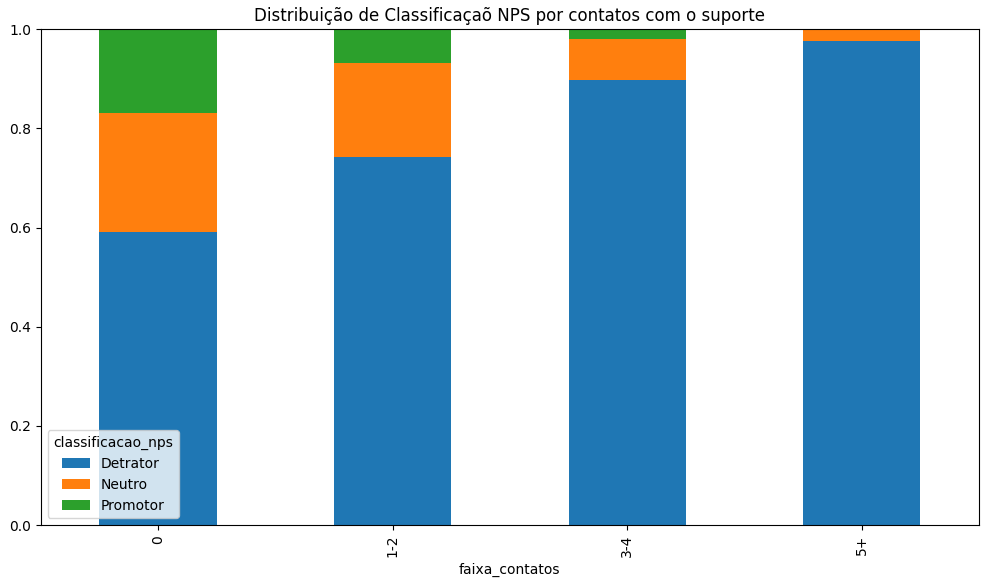 Distribuição de Classificaçaõ NPS por contatos com o suporte
1.0
0.8
0.6
0.4
0.2
0.0
classificacao_nps
Detrator
Neutro
Promotor
0
1-2
3-4
5+
faixa_contatos